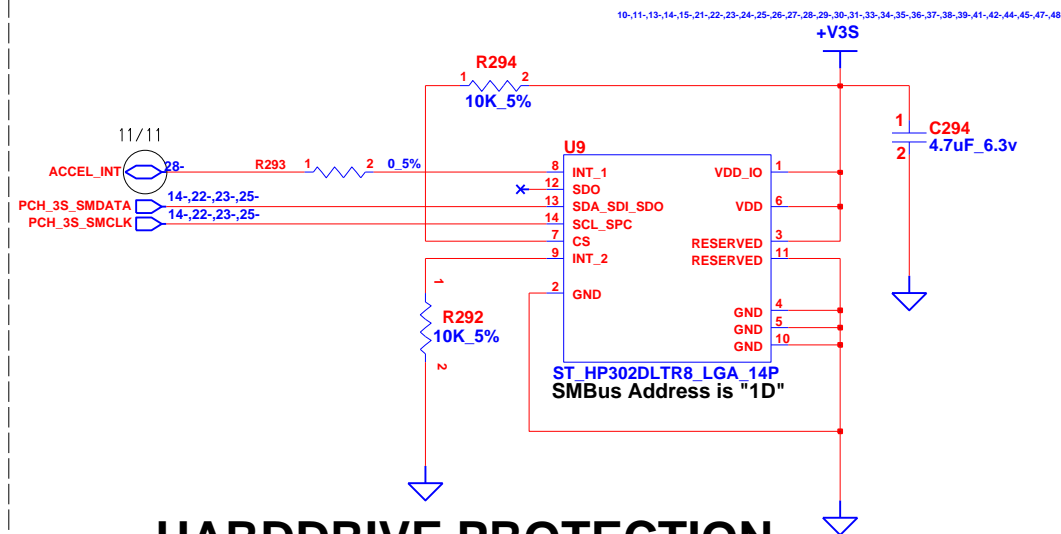 10-,11-,13-,14-,15-,21-,22-,23-,24-,25-,26-,27-,28-,29-,30-,31-,33-,34-,35-,36-,37-,38-,39-,41-,42-,44-,45-,47-,48
+V3S
R294
1 2
10K_5%
11/11
1 C294
4.7uF_6.3v
2
U9
ACCEL_INT 28- R293 1 2 0_5% 8 INT_1 VDD_IO 1
12 SDO
PCH_3S_SMDATA 14-,22-,23-,25- 13 SDA_SDI_SDO VDD 6
PCH_3S_SMCLK 14-,22-,23-,25- 14 SCL_SPC
7 CS RESERVED 3
9 INT_2 RESERVED 11
1
2 GND
R292
10K_5%
2
GND 4
GND 5
GND 10
ST_HP302DLTR8_LGA_14P
SMBus Address is "1D"
HARDDRIVE PROTECTION